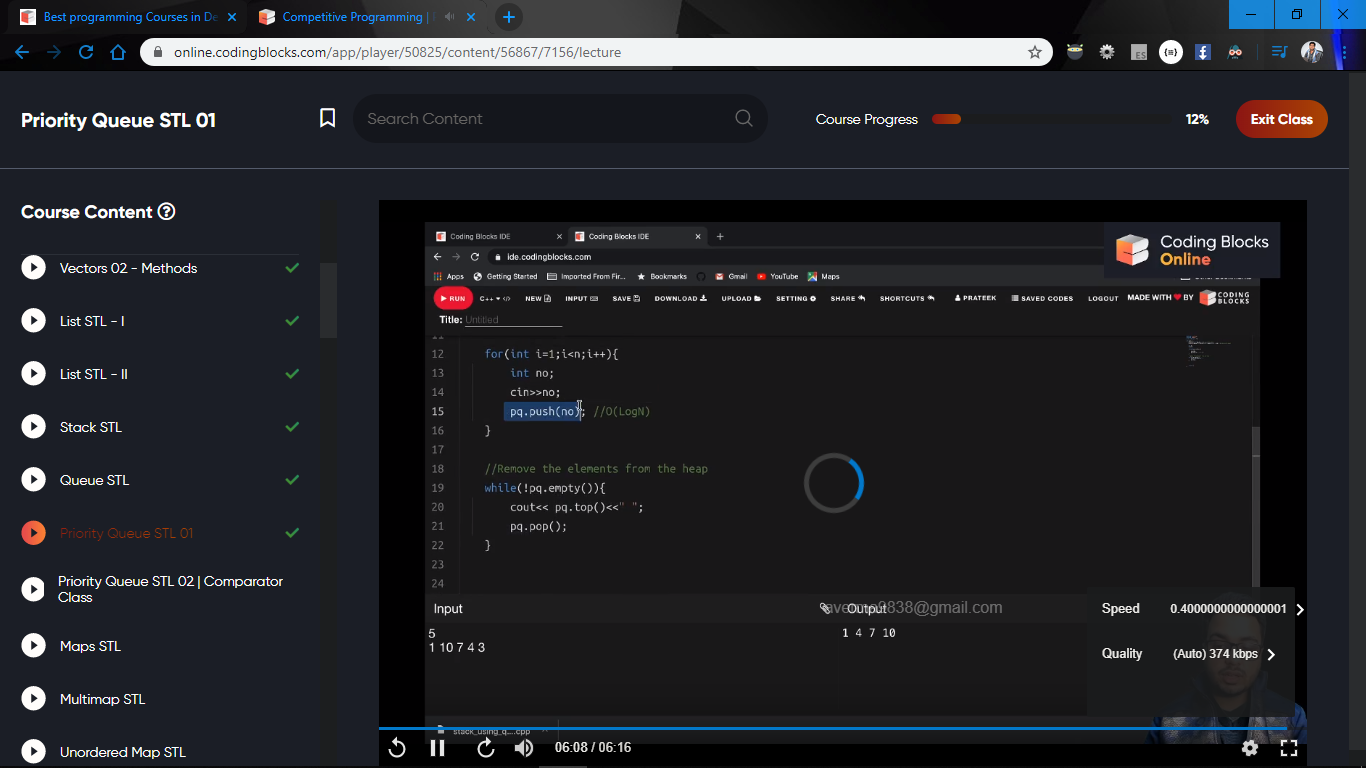 Best programming Courses in De
Competitive Programming |
online.codingblocks.com/app/player/50825/content/56867/7156/lecture
Priority Queue STL 01
Search Content
Course Progress
12%
Exit Class
Course Content
Vectors 02 - Methods
List STL - I
List STL - II
Stack STL
Queue STL
Priority Queue STL 01
Priority Queue STL 02 | Comparator
Class
Maps STL
Multimap STL
Unordered Map STL
Coding Blocks IDE
Coding Blocks IDE
Coding Blocks
Online
ide.codingblocks.com
Apps Getting Started Imported From Fir... Bookmarks Gmail YouTube Maps
RUN C++ NEW INPUT SAVE DOWNLOAD UPLOAD SETTING SHARE SHORTCUTS PRATEEK SAVED CODES LOGOUT MADE WITH BY CODING BLOCKS
Title: Untitled
12 for(int i=1;i<n;i++){
13 int no;
14 cin>>no;
15 pq.push(no); //O(LogN)
16 }
17
18 //Remove the elements from the heap
19 while(!pq.empty()){
20 cout<< pq.top()<<" ";
21 pq.pop();
22 }
23
24
Input
Output
5
1 10 7 4 3
1 4 7 10
Speed 0.4000000000000001
Quality (Auto) 374 kbps
06:08 / 06:16